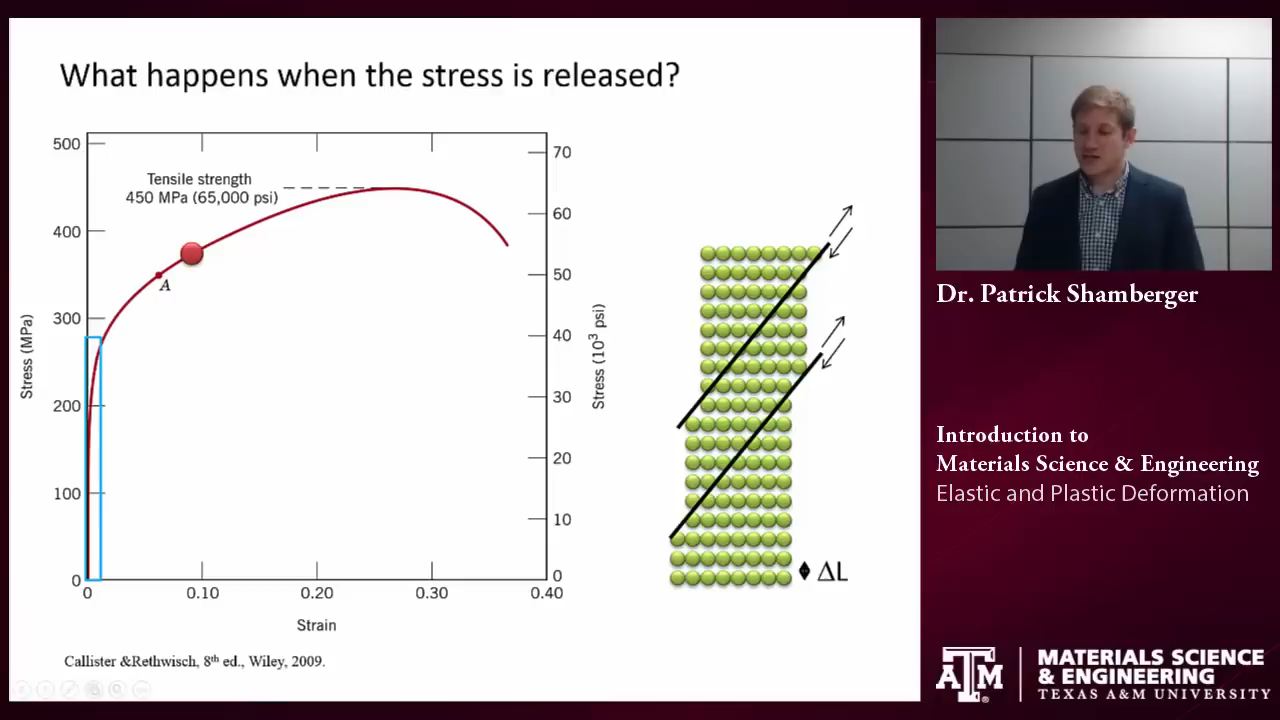 What happens when the stress is released?
500
400
300
200
100
0
Stress (MPa)
Tensile strength
450 MPa (65,000 psi)
A
70
60
50
40
30
20
10
0
Stress (10³ psi)
0
0.10
0.20
0.30
0.40
Strain
ΔL
Callister &Rethwisch, 8th ed., Wiley, 2009.
Dr. Patrick Shamberger
Introduction to
Materials Science & Engineering
Elastic and Plastic Deformation
ATM®
MATERIALS SCIENCE
& ENGINEERING
TEXAS A&M UNIVERSITY